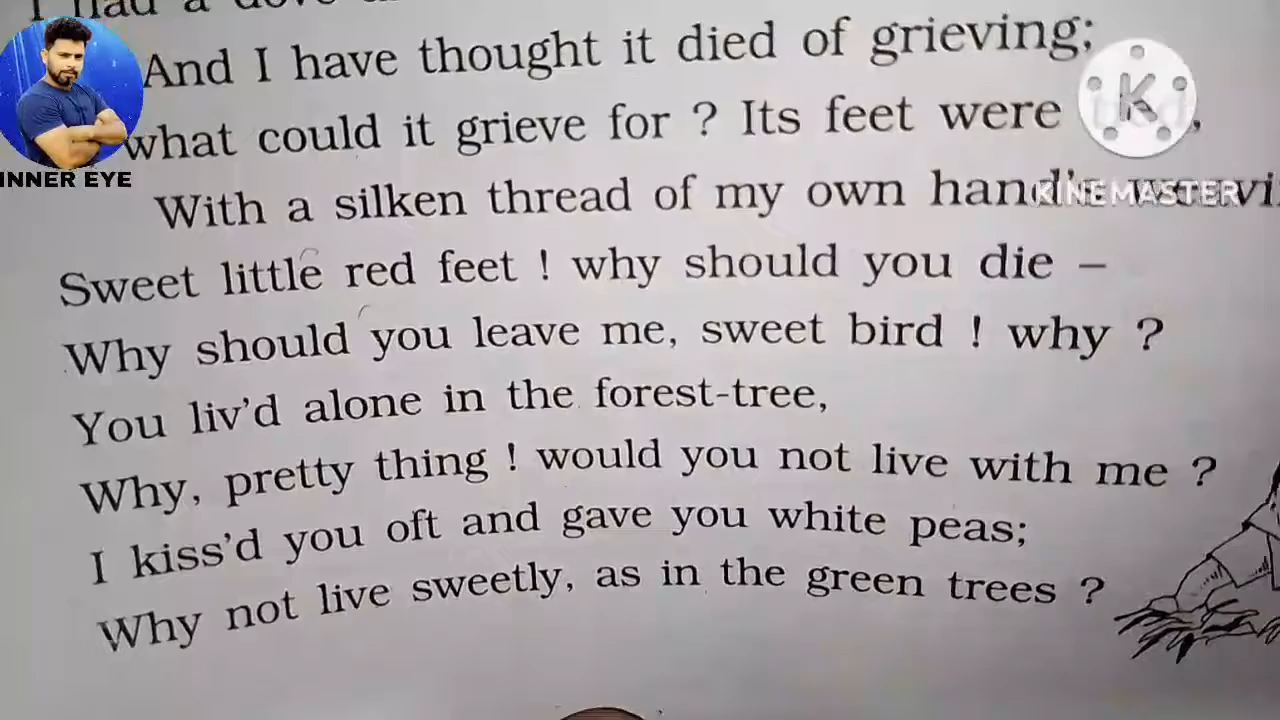 I had a dove
And I have thought it died of grieving;
what could it grieve for ? Its feet were
With a silken thread of my own hand's
Sweet little red feet ! why should you die –
Why should you leave me, sweet bird ! why ?
You liv'd alone in the forest-tree,
Why, pretty thing ! would you not live with me ?
I kiss'd you oft and gave you white peas;
Why not live sweetly, as in the green trees ?
INNER EYE
K
KINEMASTER